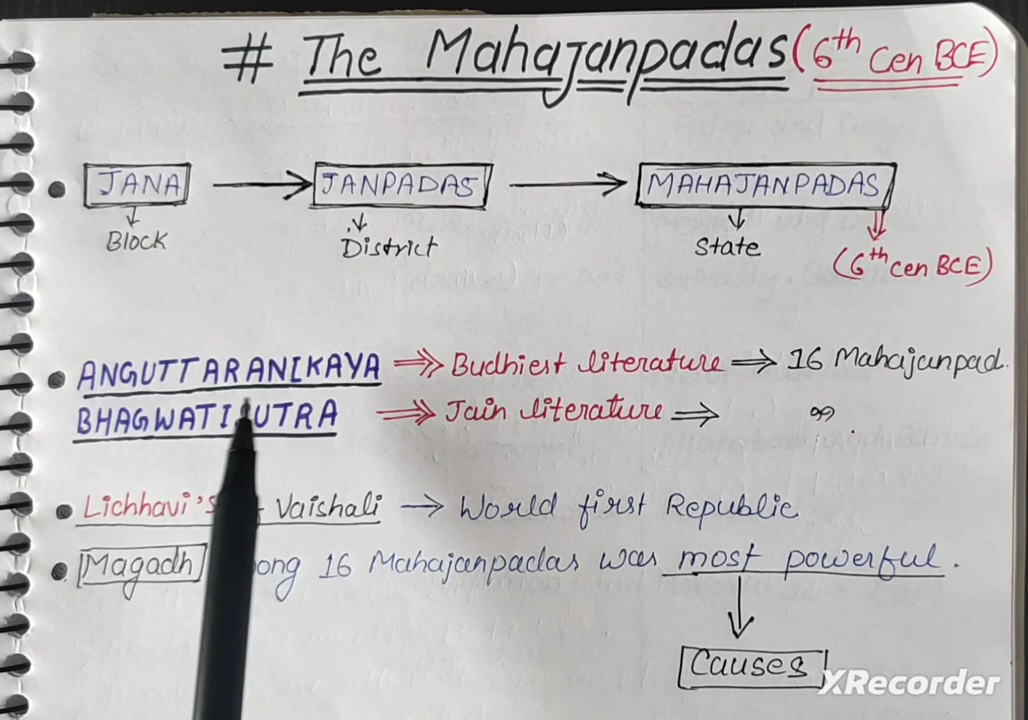 # The Mahajanpadas (6th Cen BCE)
JANA → JANPADAS → MAHAJANPADAS
Block District State (6th cen BCE)
ANGUTTARANIKAYA ⇒ Budhiest literature ⇒ 16 Mahajanpad.
BHAGWATI UTRA ⇒ Jain literature ⇒
Lichhavi's Vaishali → World first Republic
Magadh ong 16 Mahajanpadas was most powerful.
Causes
XRecorder